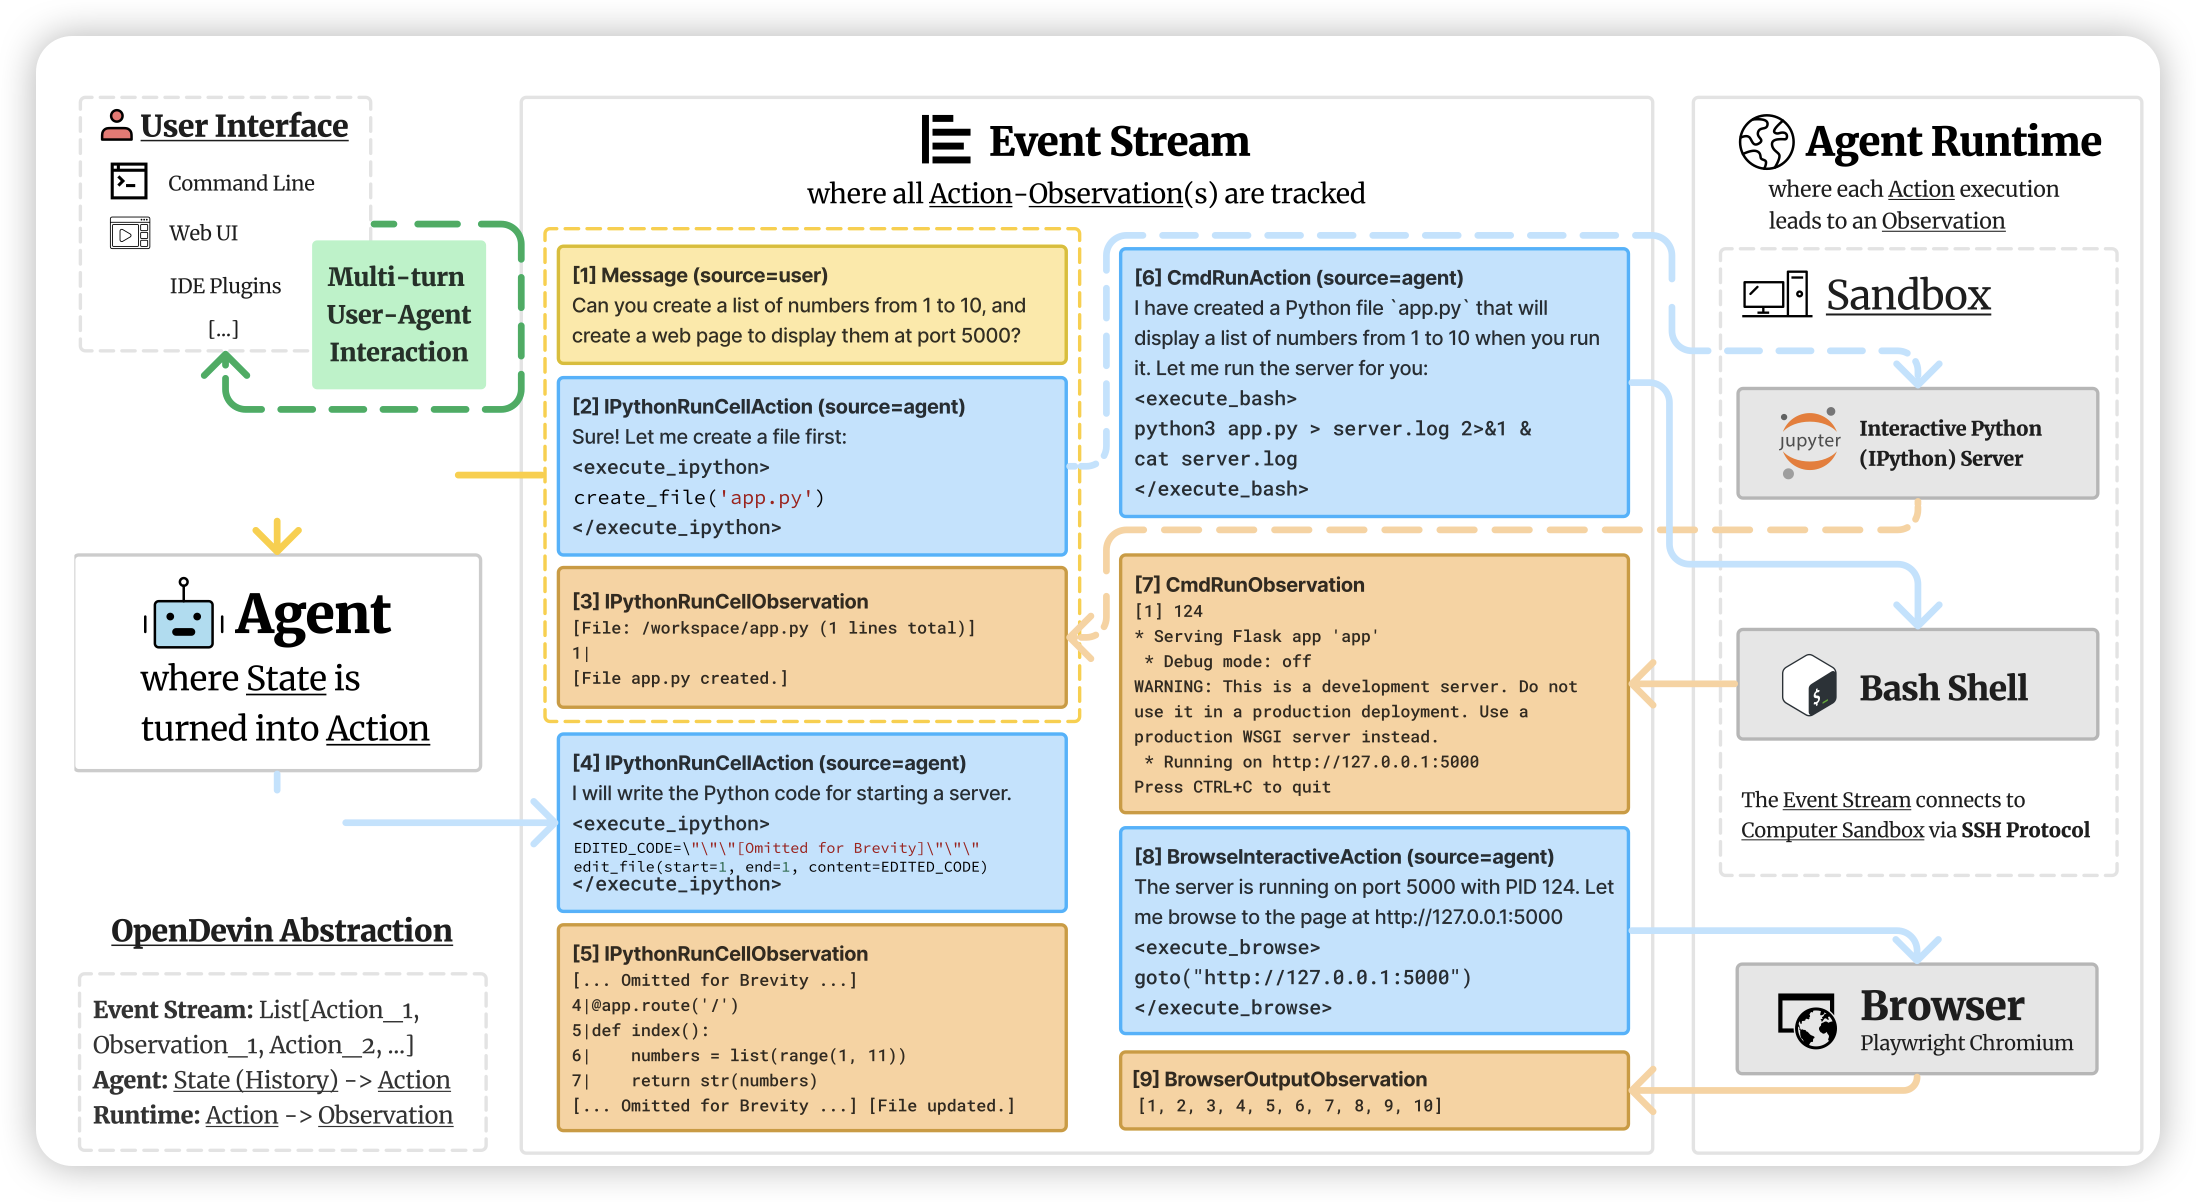 User Interface
Command Line
Web UI
IDE Plugins
[...]
Multi-turn
User-Agent
Interaction
Agent
where State is
turned into Action
OpenDevin Abstraction
Event Stream: List[Action_1,
Observation_1, Action_2, ...]
Agent: State (History) -> Action
Runtime: Action -> Observation
Event Stream
where all Action-Observation(s) are tracked
[1] Message (source=user)
Can you create a list of numbers from 1 to 10, and
create a web page to display them at port 5000?
[2] IPythonRunCellAction (source=agent)
Sure! Let me create a file first:
<execute_ipython>
create_file('app.py')
</execute_ipython>
[3] IPythonRunCellObservation
[File: /workspace/app.py (1 lines total)]
1|
[File app.py created.]
[4] IPythonRunCellAction (source=agent)
I will write the Python code for starting a server.
<execute_ipython>
EDITED_CODE=\"\"\"[Omitted for Brevity]\"\"\"
edit_file(start=1, end=1, content=EDITED_CODE)
</execute_ipython>
[5] IPythonRunCellObservation
[... Omitted for Brevity ...]
4|@app.route('/')
5|def index():
6|    numbers = list(range(1, 11))
7|    return str(numbers)
[... Omitted for Brevity ...] [File updated.]
[6] CmdRunAction (source=agent)
I have created a Python file `app.py` that will
display a list of numbers from 1 to 10 when you run
it. Let me run the server for you:
<execute_bash>
python3 app.py > server.log 2>&1 &
cat server.log
</execute_bash>
[7] CmdRunObservation
[1] 124
* Serving Flask app 'app'
* Debug mode: off
WARNING: This is a development server. Do not
use it in a production deployment. Use a
production WSGI server instead.
* Running on http://127.0.0.1:5000
Press CTRL+C to quit
[8] BrowseInteractiveAction (source=agent)
The server is running on port 5000 with PID 124. Let
me browse to the page at http://127.0.0.1:5000
<execute_browse>
goto("http://127.0.0.1:5000")
</execute_browse>
[9] BrowserOutputObservation
[1, 2, 3, 4, 5, 6, 7, 8, 9, 10]
Agent Runtime
where each Action execution
leads to an Observation
Sandbox
jupyter
Interactive Python
(IPython) Server
$
Bash Shell
The Event Stream connects to
Computer Sandbox via SSH Protocol
Browser
Playwright Chromium